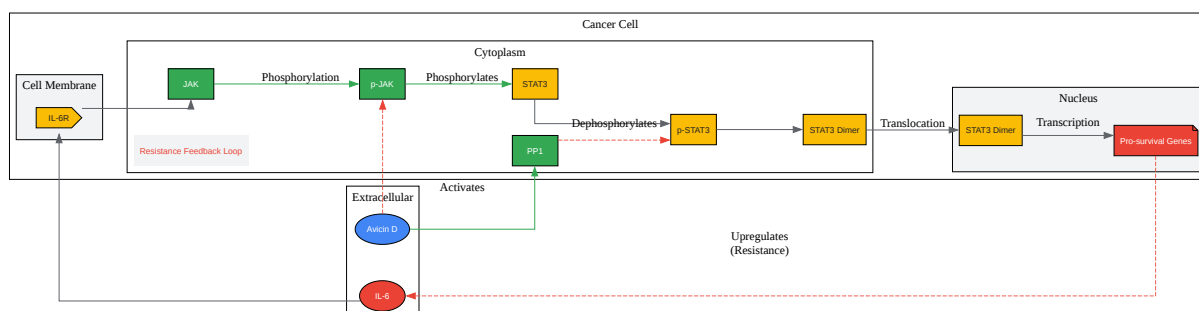 Cancer Cell
Cytoplasm
Cell Membrane
IL-6R
JAK
Phosphorylation
p-JAK
Phosphorylates
STAT3
Resistance Feedback Loop
Dephosphorylates
PP1
p-STAT3
STAT3 Dimer
Translocation
Nucleus
STAT3 Dimer
Transcription
Pro-survival Genes
Activates
Extracellular
Avicin D
Upregulates
(Resistance)
IL-6